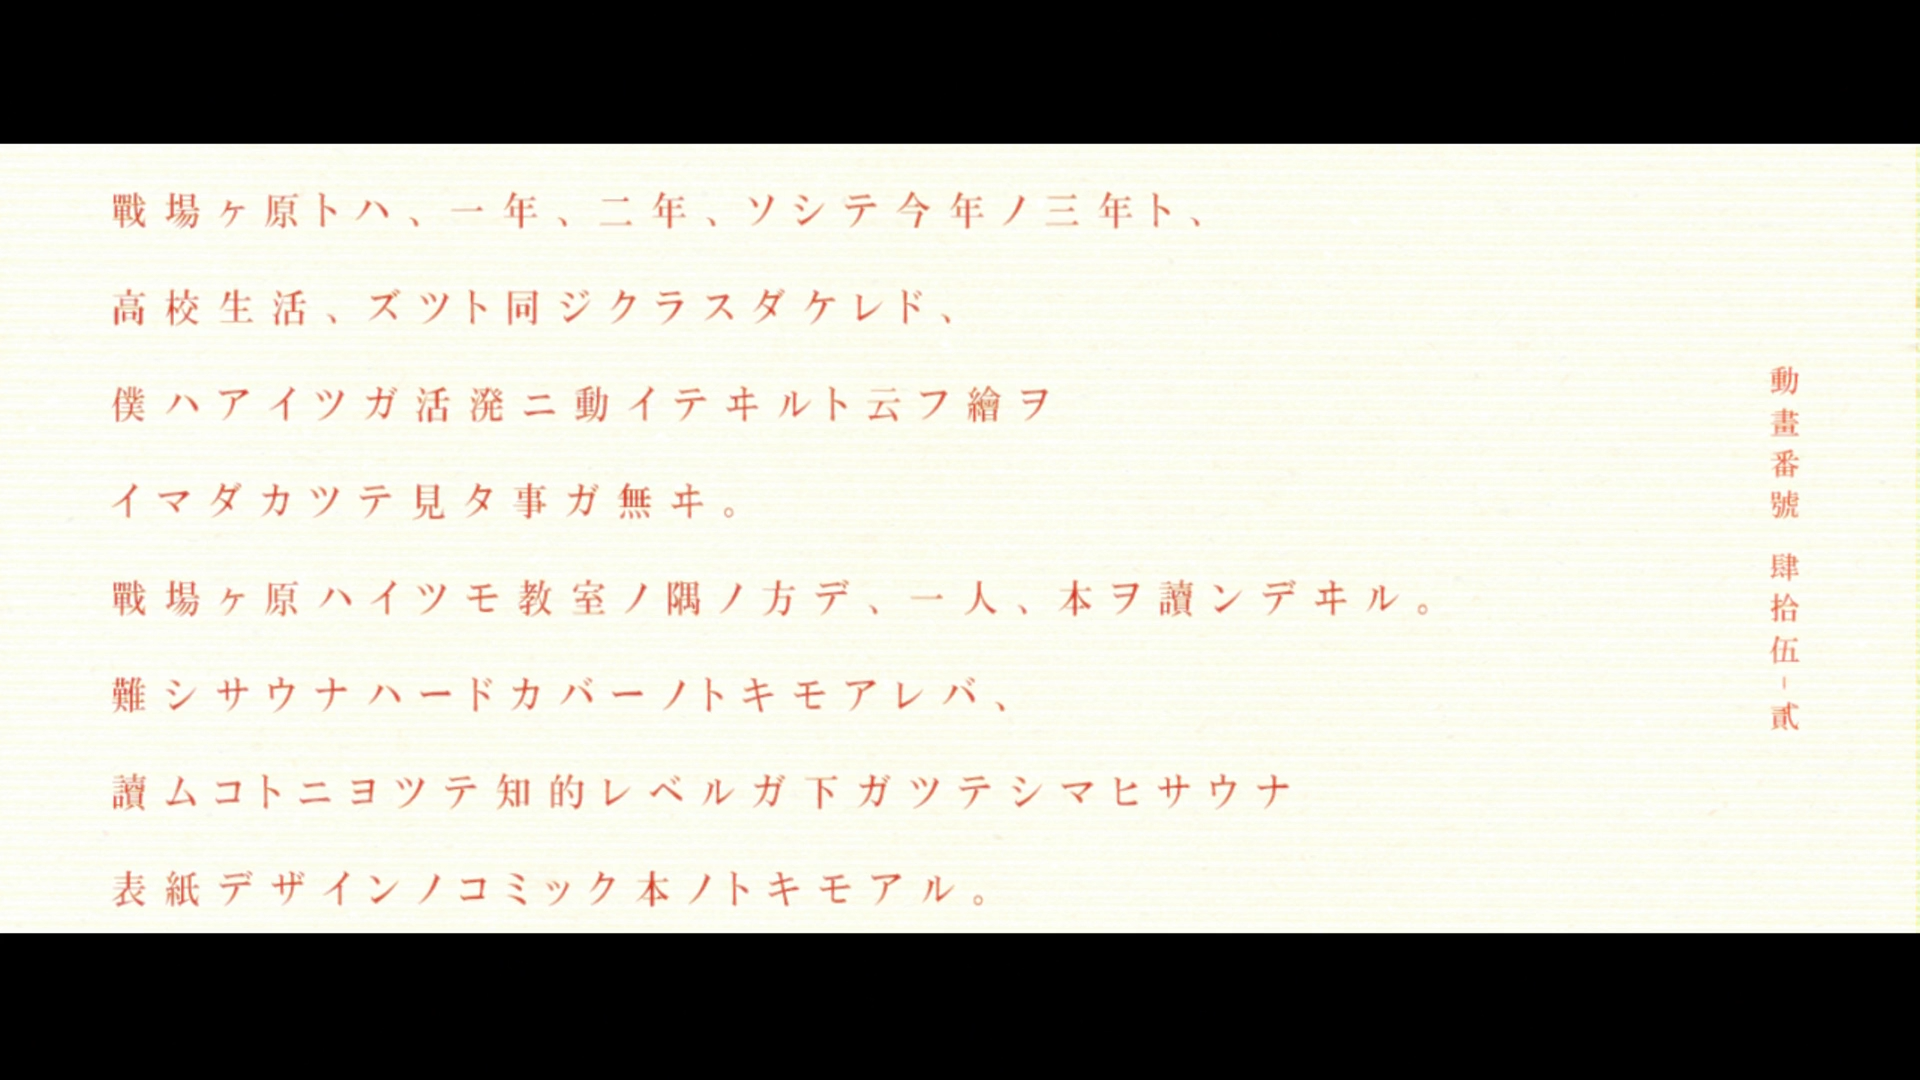 戰場ヶ原トハ、一年、二年、ソシテ今年ノ三年ト、
高校生活、ズツト同ジクラスダケレド、
僕ハアイツガ活溌ニ動イテヰルト云フ繪ヲ
イマダカツテ見タ事ガ無ヰ。
戰場ヶ原ハイツモ教室ノ隅ノ方デ、一人、本ヲ讀ンデヰル。
難シサウナハードカバーノトキモアレバ、
讀ムコトニヨツテ知的レベルガ下ガツテシマヒサウナ
表紙デザインノコミック本ノトキモアル。
動畫番號 肆拾伍-貳